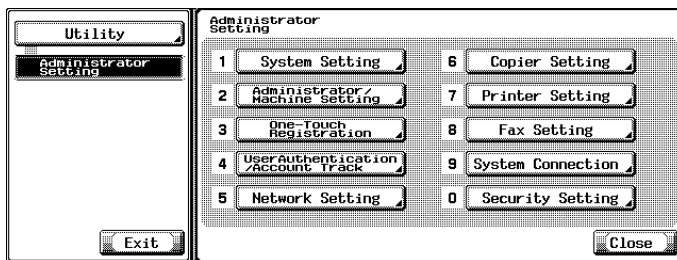 Utility
Administrator
Setting
Exit
Administrator
Setting
1 System Setting
2 Administrator/
Machine Setting
3 One-Touch
Registration
4 UserAuthentication
/Account Track
5 Network Setting
6 Copier Setting
7 Printer Setting
8 Fax Setting
9 System Connection
0 Security Setting
Close